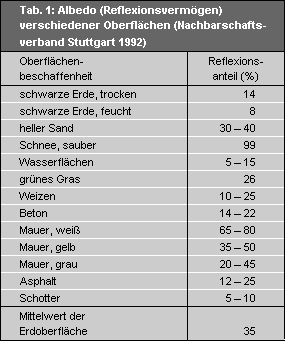 Tab. 1: Albedo (Reflexionsvermögen)
verschiedener Oberflächen (Nachbarschafts-
verband Stuttgart 1992)
Oberflächen- Reflexions-
beschaffenheit anteil (%)
schwarze Erde, trocken 14
schwarze Erde, feucht 8
heller Sand 30 – 40
Schnee, sauber 99
Wasserflächen 5 – 15
grünes Gras 26
Weizen 10 – 25
Beton 14 – 22
Mauer, weiß 65 – 80
Mauer, gelb 35 – 50
Mauer, grau 20 – 45
Asphalt 12 – 25
Schotter 5 – 10
Mittelwert der
Erdoberfläche 35